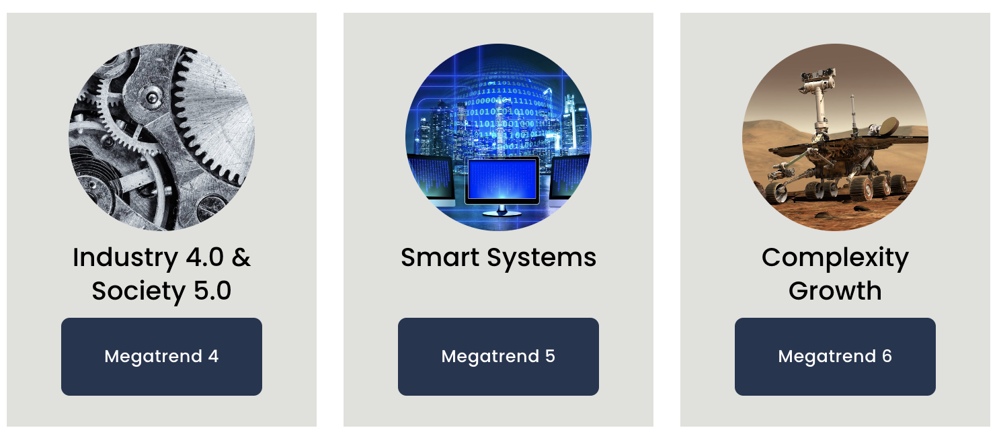 Industry 4.0 &
Society 5.0
Megatrend 4
Smart Systems
Megatrend 5
Complexity
Growth
Megatrend 6